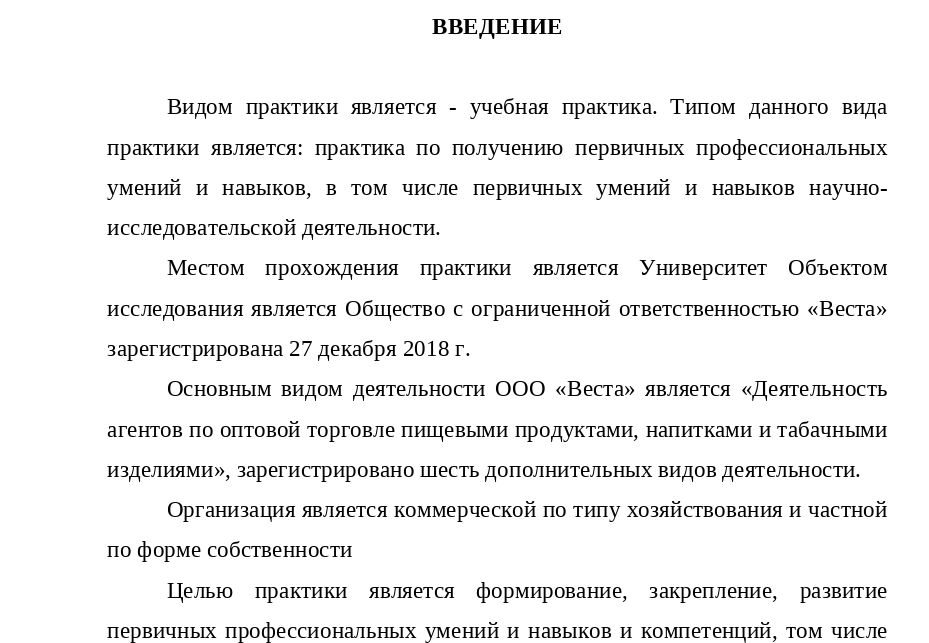 ВВЕДЕНИЕ
Видом практики является - учебная практика. Типом данного вида
практики является: практика по получению первичных профессиональных
умений и навыков, в том числе первичных умений и навыков научно-
исследовательской деятельности.
Местом прохождения практики является Университет Объектом
исследования является Общество с ограниченной ответственностью «Веста»
зарегистрирована 27 декабря 2018 г.
Основным видом деятельности ООО «Веста» является «Деятельность
агентов по оптовой торговле пищевыми продуктами, напитками и табачными
изделиями», зарегистрировано шесть дополнительных видов деятельности.
Организация является коммерческой по типу хозяйствования и частной
по форме собственности
Целью практики является формирование, закрепление, развитие
первичных профессиональных умений и навыков и компетенций, том числе